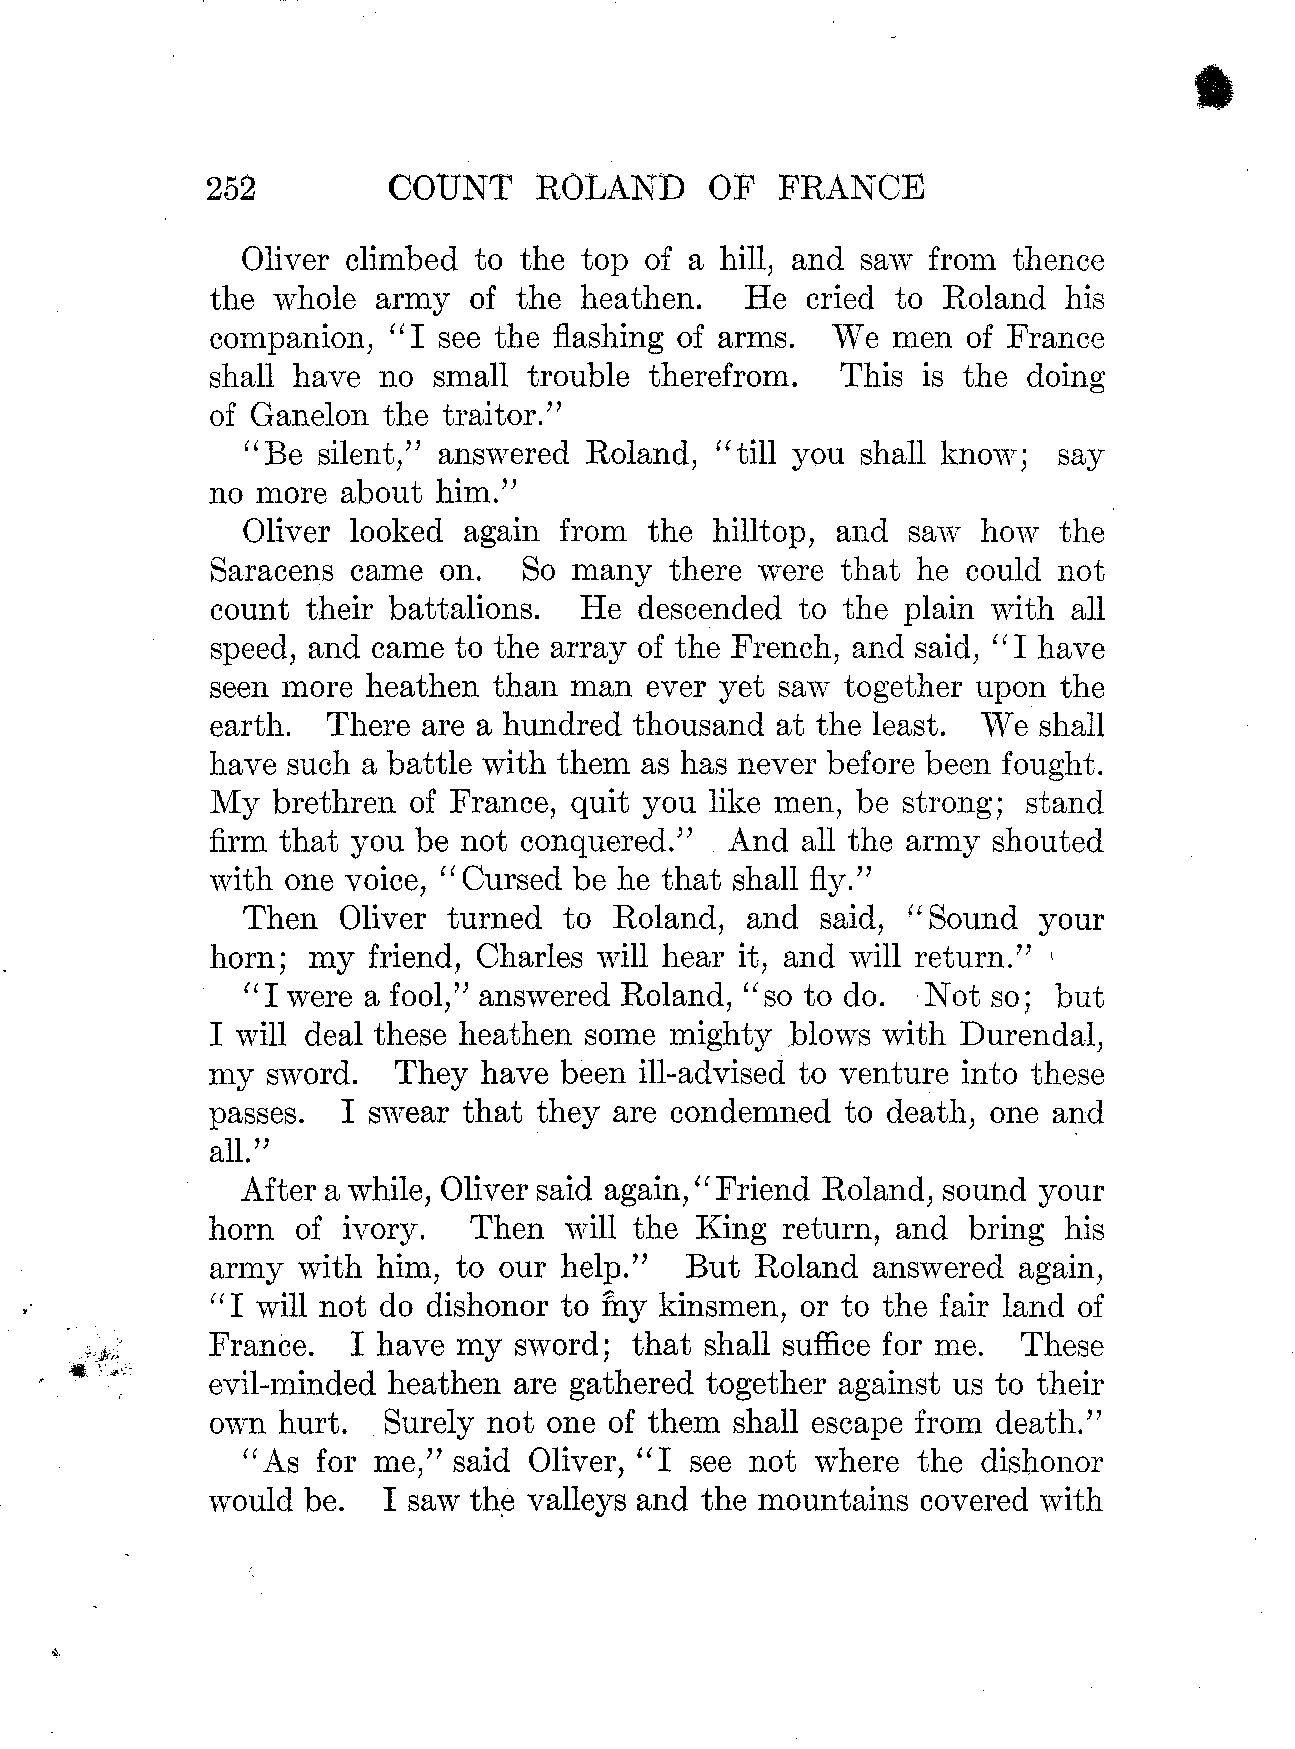 252 COUNT ROLAND OF FRANCE
Oliver climbed to the top of a hill, and saw from thence
the whole army of the heathen. He cried to Roland his
companion, "I see the flashing of arms. We men of France
shall have no small trouble therefrom. This is the doing
of Ganelon the traitor."
"Be silent," answered Roland, "till you shall know; say
no more about him."
Oliver looked again from the hilltop, and saw how the
Saracens came on. So many there were that he could not
count their battalions. He descended to the plain with all
speed, and came to the array of the French, and said, "I have
seen more heathen than man ever yet saw together upon the
earth. There are a hundred thousand at the least. We shall
have such a battle with them as has never before been fought.
My brethren of France, quit you like men, be strong; stand
firm that you be not conquered." And all the army shouted
with one voice, "Cursed be he that shall fly."
Then Oliver turned to Roland, and said, "Sound your
horn; my friend, Charles will hear it, and will return."
"I were a fool," answered Roland, "so to do. Not so; but
I will deal these heathen some mighty blows with Durendal,
my sword. They have been ill-advised to venture into these
passes. I swear that they are condemned to death, one and
all."
After a while, Oliver said again, "Friend Roland, sound your
horn of ivory. Then will the King return, and bring his
army with him, to our help." But Roland answered again,
"I will not do dishonor to my kinsmen, or to the fair land of
France. I have my sword; that shall suffice for me. These
evil-minded heathen are gathered together against us to their
own hurt. Surely not one of them shall escape from death."
"As for me," said Oliver, "I see not where the dishonor
would be. I saw the valleys and the mountains covered with